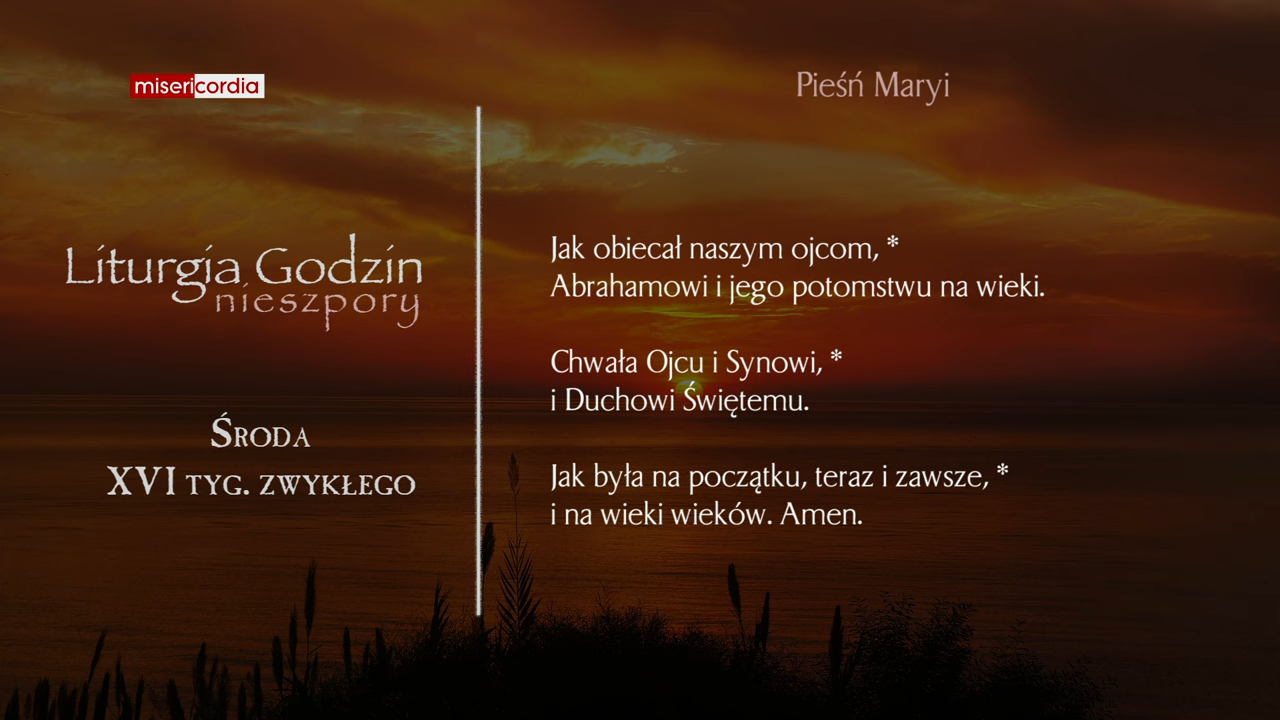 misericordia
Liturgia Godzin
nieszpory
Środa
XVI tyg. zwykłego
Pieśń Maryi
Jak obiecał naszym ojcom, *
Abrahamowi i jego potomstwu na wieki.
Chwała Ojcu i Synowi, *
i Duchowi Świętemu.
Jak była na początku, teraz i zawsze, *
i na wieki wieków. Amen.